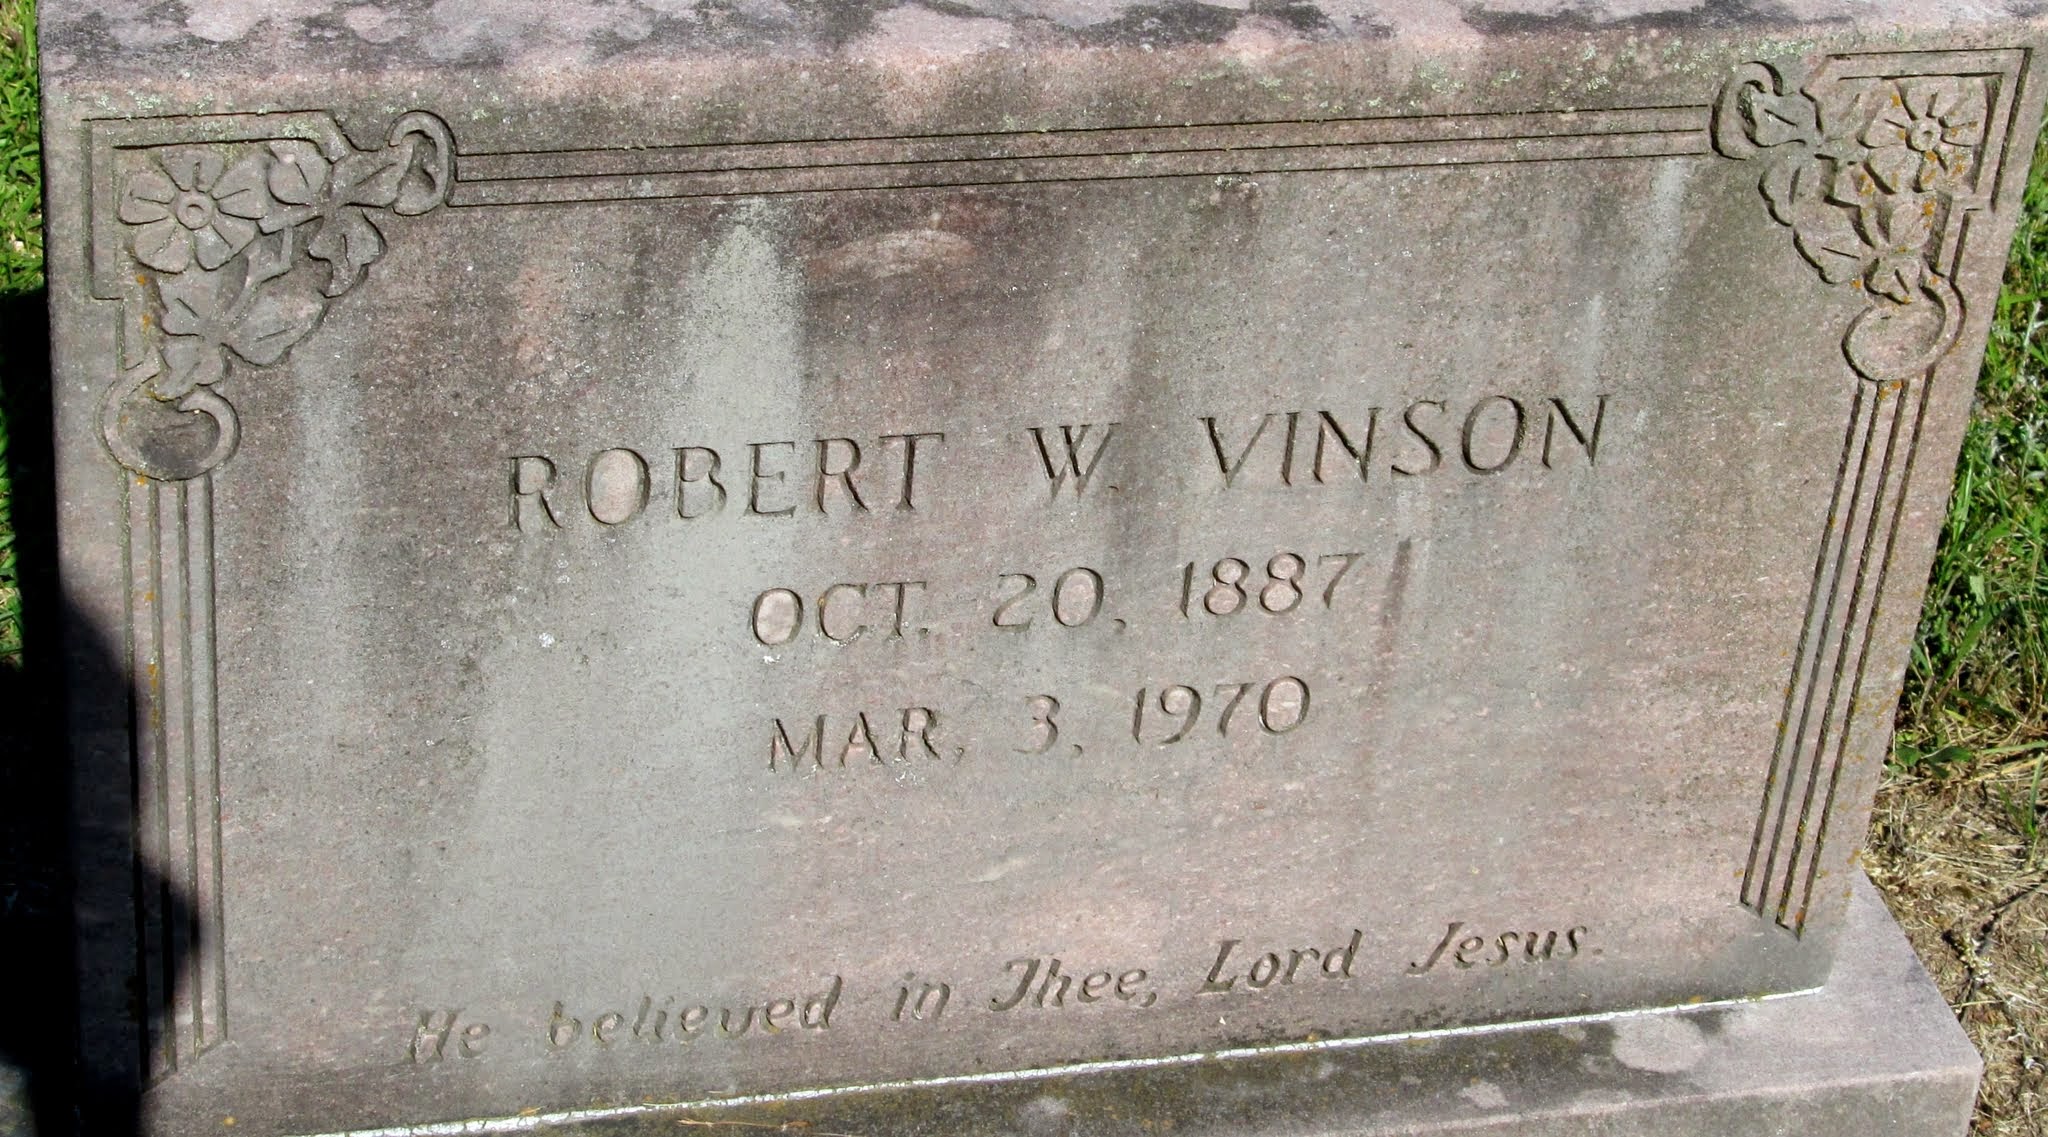 ROBERT W. VINSON
OCT. 20, 1887
MAR. 3, 1970
He believed in Thee, Lord Jesus.